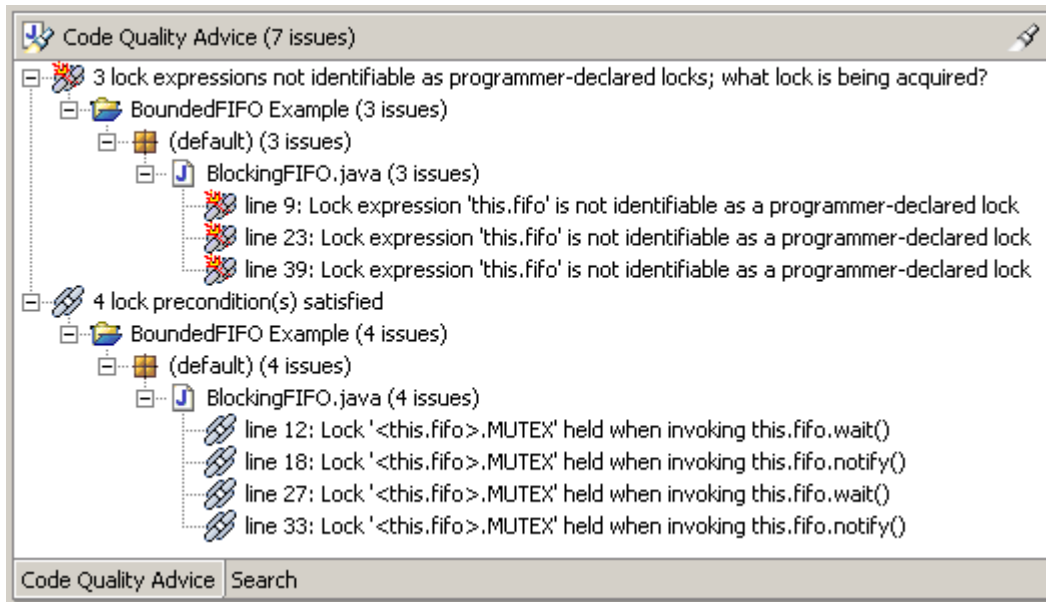 Code Quality Advice (7 issues)
3 lock expressions not identifiable as programmer-declared locks; what lock is being acquired?
BoundedFIFO Example (3 issues)
(default) (3 issues)
BlockingFIFO.java (3 issues)
line 9: Lock expression 'this.fifo' is not identifiable as a programmer-declared lock
line 23: Lock expression 'this.fifo' is not identifiable as a programmer-declared lock
line 39: Lock expression 'this.fifo' is not identifiable as a programmer-declared lock
4 lock precondition(s) satisfied
BoundedFIFO Example (4 issues)
(default) (4 issues)
BlockingFIFO.java (4 issues)
line 12: Lock '<this.fifo>.MUTEX' held when invoking this.fifo.wait()
line 18: Lock '<this.fifo>.MUTEX' held when invoking this.fifo.notify()
line 27: Lock '<this.fifo>.MUTEX' held when invoking this.fifo.wait()
line 33: Lock '<this.fifo>.MUTEX' held when invoking this.fifo.notify()
Code Quality Advice Search